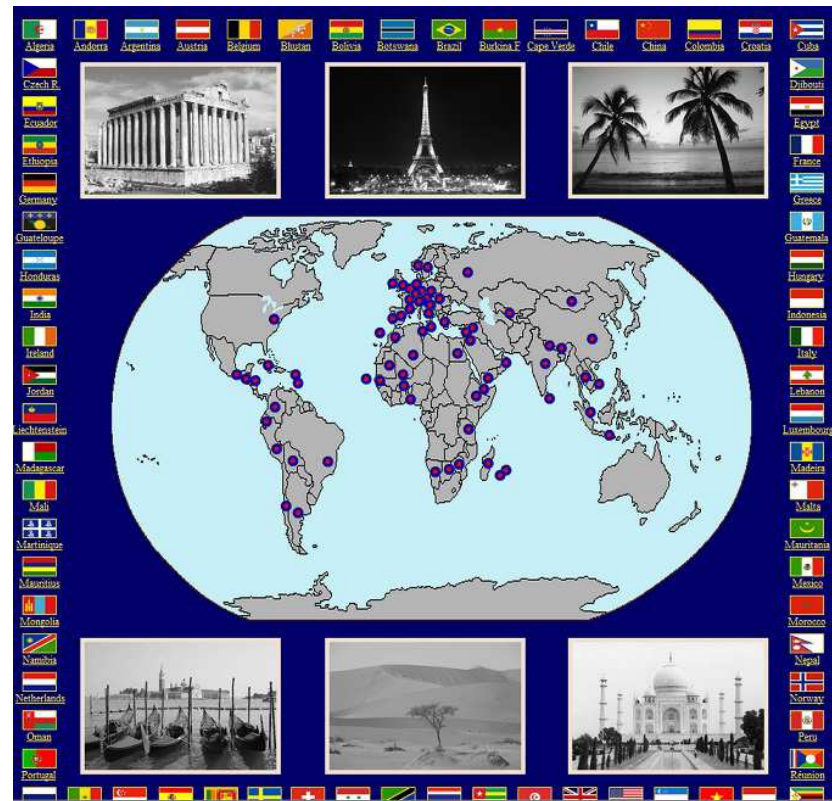 Algeria Andorra Argentina Austria Belgium Bhutan Bolivia Botswana Brazil Burkina F Cape Verde Chile China Colombia Croatia Cuba
Czech R. Djibouti
Ecuador Egypt
Ethiopia France
Germany Greece
Guateloupe Guatemala
Honduras Hungary
India Indonesia
Ireland Italy
Jordan Lebanon
Liechtenstein Luxembourg
Madagascar Madeira
Mali Malta
Martinique Mauritania
Mauritius Mexico
Mongolia Morocco
Namibia Nepal
Netherlands Norway
Oman Peru
Portugal Réunion